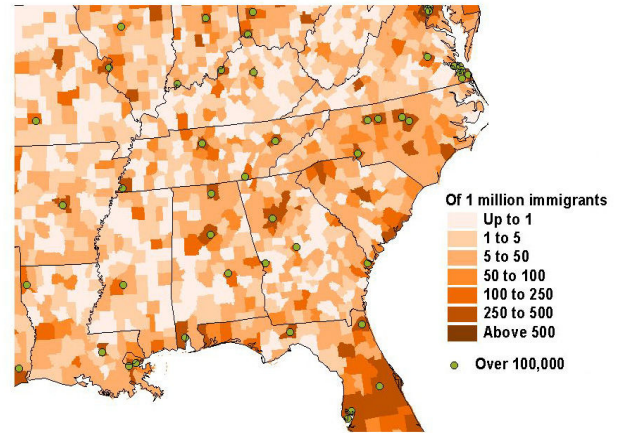 Of 1 million immigrants
Up to 1
1 to 5
5 to 50
50 to 100
100 to 250
250 to 500
Above 500
Over 100,000